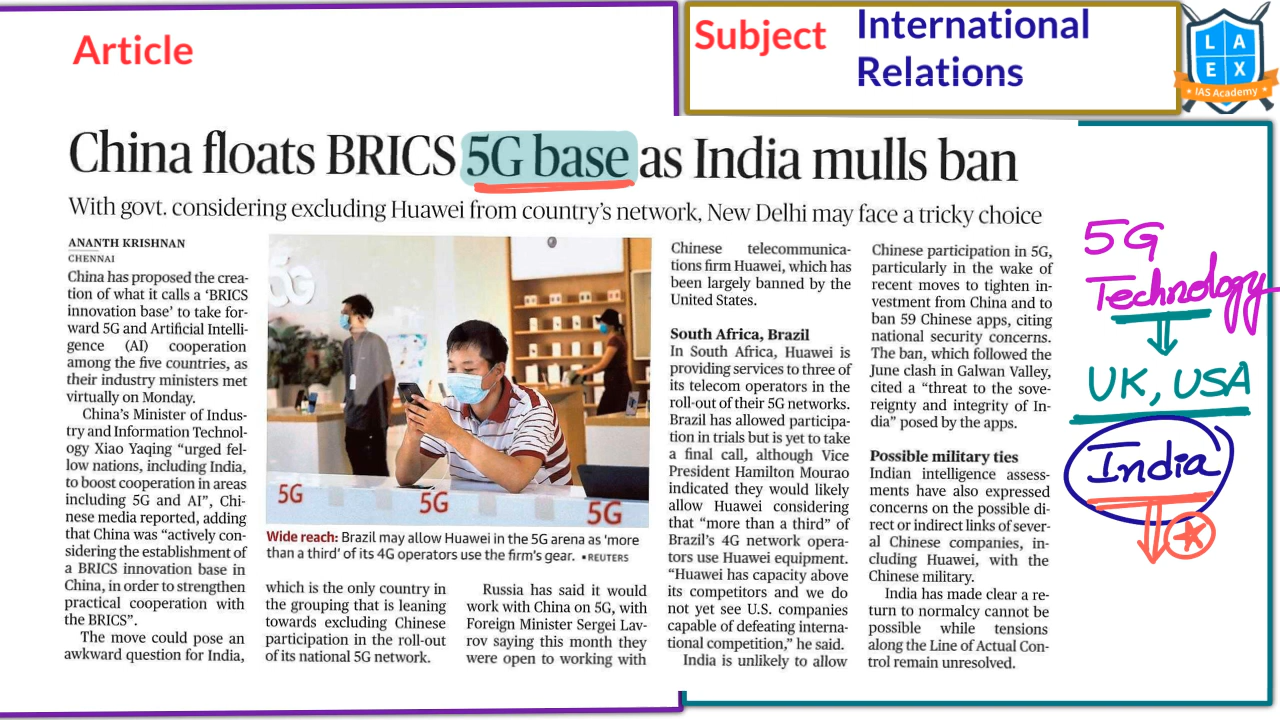 Article
Subject
International
Relations
L A
E X
IAS Academy
China floats BRICS 5G base as India mulls ban
With govt. considering excluding Huawei from country's network, New Delhi may face a tricky choice
ANANTH KRISHNAN
CHENNAI
China has proposed the crea-
tion of what it calls a 'BRICS
innovation base' to take for-
ward 5G and Artificial Intelli-
gence (AI) cooperation
among the five countries, as
their industry ministers met
virtually on Monday.
China's Minister of Indus-
try and Information Technol-
ogy Xiao Yaqing "urged fel-
low nations, including India,
to boost cooperation in areas
including 5G and AI", Chi-
nese media reported, adding
that China was "actively con-
sidering the establishment of
a BRICS innovation base in
China, in order to strengthen
practical cooperation with
the BRICS".
The move could pose an
awkward question for India,
5G
5G
5G
5G
Wide reach: Brazil may allow Huawei in the 5G arena as 'more
than a third' of its 4G operators use the firm's gear. ▪REUTERS
which is the only country in
the grouping that is leaning
towards excluding Chinese
participation in the roll-out
of its national 5G network.
Russia has said it would
work with China on 5G, with
Foreign Minister Sergei Lav-
rov saying this month they
were open to working with
Chinese telecommunica-
tions firm Huawei, which has
been largely banned by the
United States.
South Africa, Brazil
In South Africa, Huawei is
providing services to three of
its telecom operators in the
roll-out of their 5G networks.
Brazil has allowed participa-
tion in trials but is yet to take
a final call, although Vice
President Hamilton Mourao
indicated they would likely
allow Huawei considering
that "more than a third" of
Brazil's 4G network opera-
tors use Huawei equipment.
"Huawei has capacity above
its competitors and we do
not yet see U.S. companies
capable of defeating interna-
tional competition," he said.
India is unlikely to allow
Chinese participation in 5G,
particularly in the wake of
recent moves to tighten in-
vestment from China and to
ban 59 Chinese apps, citing
national security concerns.
The ban, which followed the
June clash in Galwan Valley,
cited a "threat to the sove-
reignty and integrity of In-
dia" posed by the apps.
Possible military ties
Indian intelligence assess-
ments have also expressed
concerns on the possible di-
rect or indirect links of sever-
al Chinese companies, in-
cluding Huawei, with the
Chinese military.
India has made clear a re-
turn to normalcy cannot be
possible while tensions
along the Line of Actual Con-
trol remain unresolved.
5G
Technology
UK, USA
India